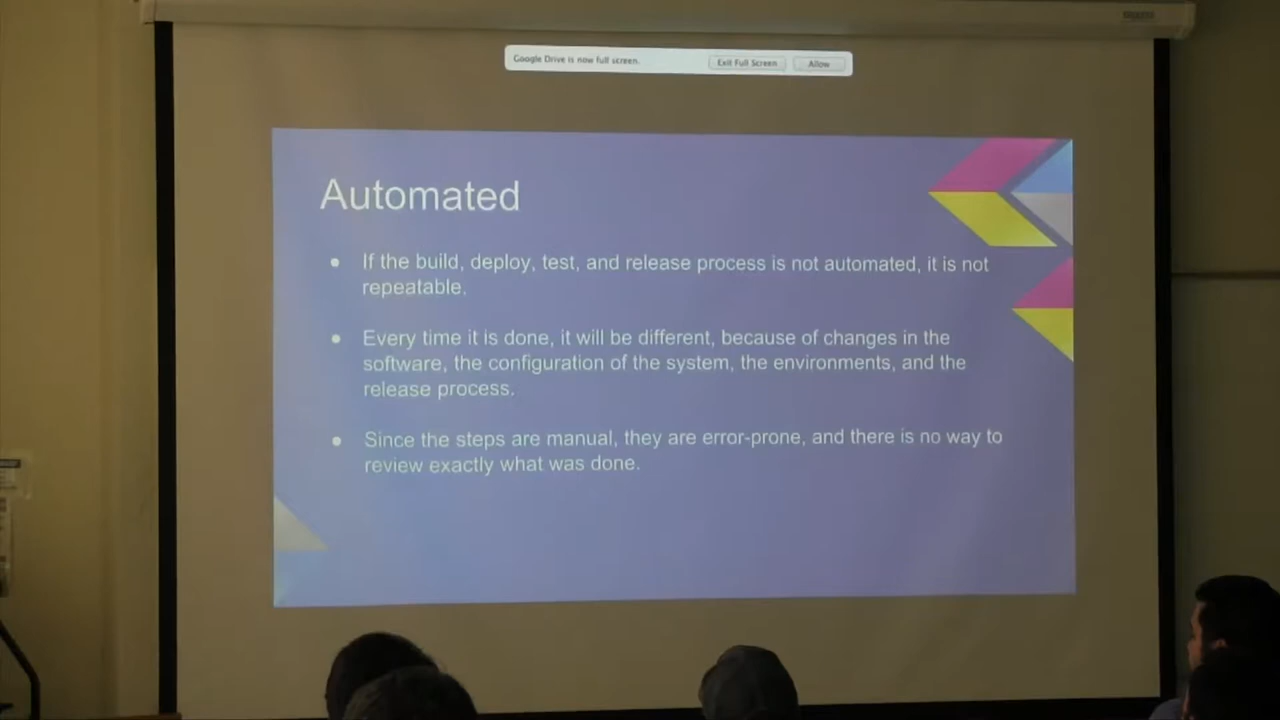 Google Drive is now full screen.
Exit Full Screen
Allow
Automated
● If the build, deploy, test, and release process is not automated, it is not
repeatable.
● Every time it is done, it will be different, because of changes in the
software, the configuration of the system, the environments, and the
release process.
● Since the steps are manual, they are error-prone, and there is no way to
review exactly what was done.